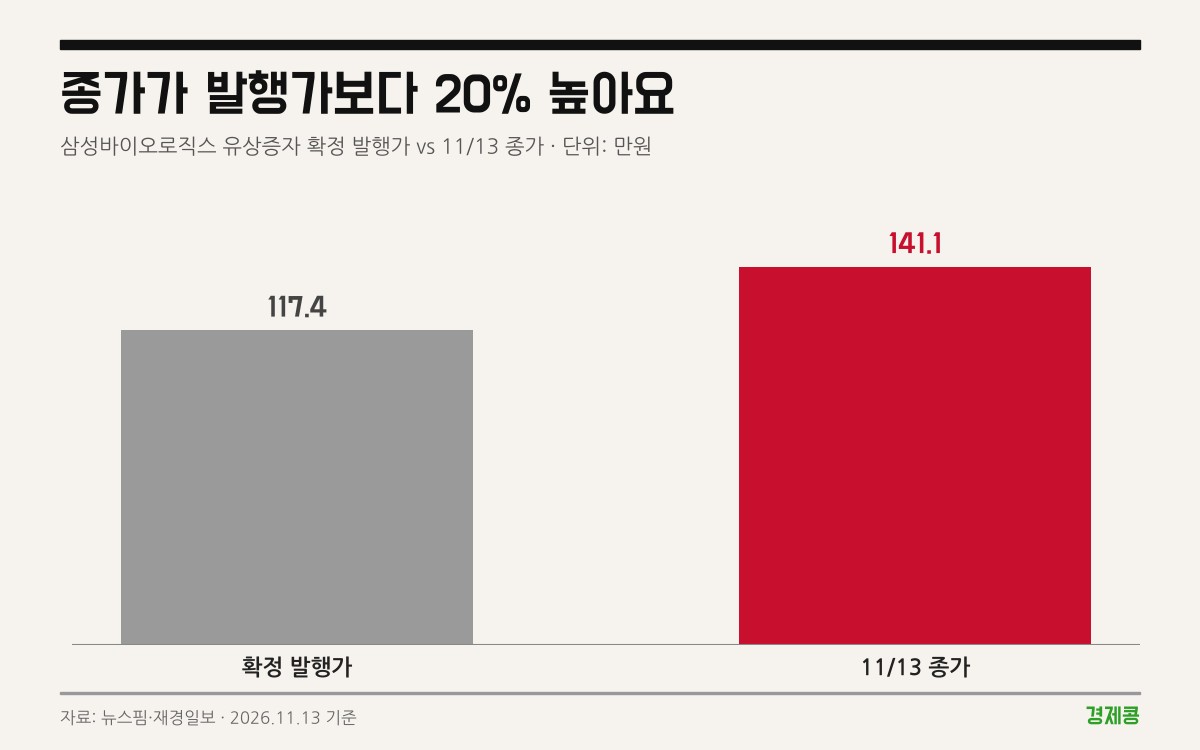 종가가 발행가보다 20% 높아요
삼성바이오로직스 유상증자 확정 발행가 vs 11/13 종가 · 단위: 만원
117.4
141.1
확정 발행가
11/13 종가
자료: 뉴스핌·재경일보 · 2026.11.13 기준
경제콩